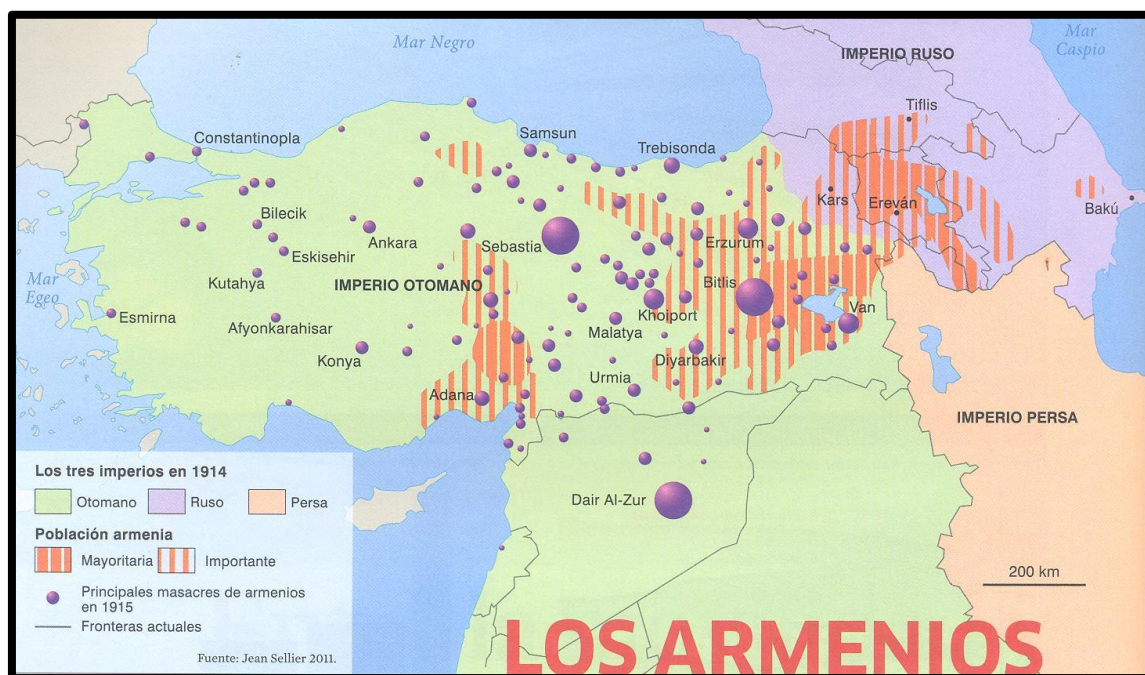 Mar Negro
Mar
Caspio
IMPERIO RUSO
Tiflis
Constantinopla
Samsun
Trebisonda
Kars
Ereván
Bakú
Bilecik
Ankara
Sebastia
Erzurum
Eskisehir
Mar
Egeo
Kutahya
IMPERIO OTOMANO
Bitlis
Khoiport
Van
Esmirna
Afyonkarahisar
Malatya
Konya
Diyarbakir
Urmia
Adana
IMPERIO PERSA
Dair Al-Zur
200 km
Los tres imperios en 1914
Otomano
Ruso
Persa
Población armenia
Mayoritaria
Importante
Principales masacres de armenios
en 1915
Fronteras actuales
Fuente: Jean Sellier 2011.
LOS ARMENIOS